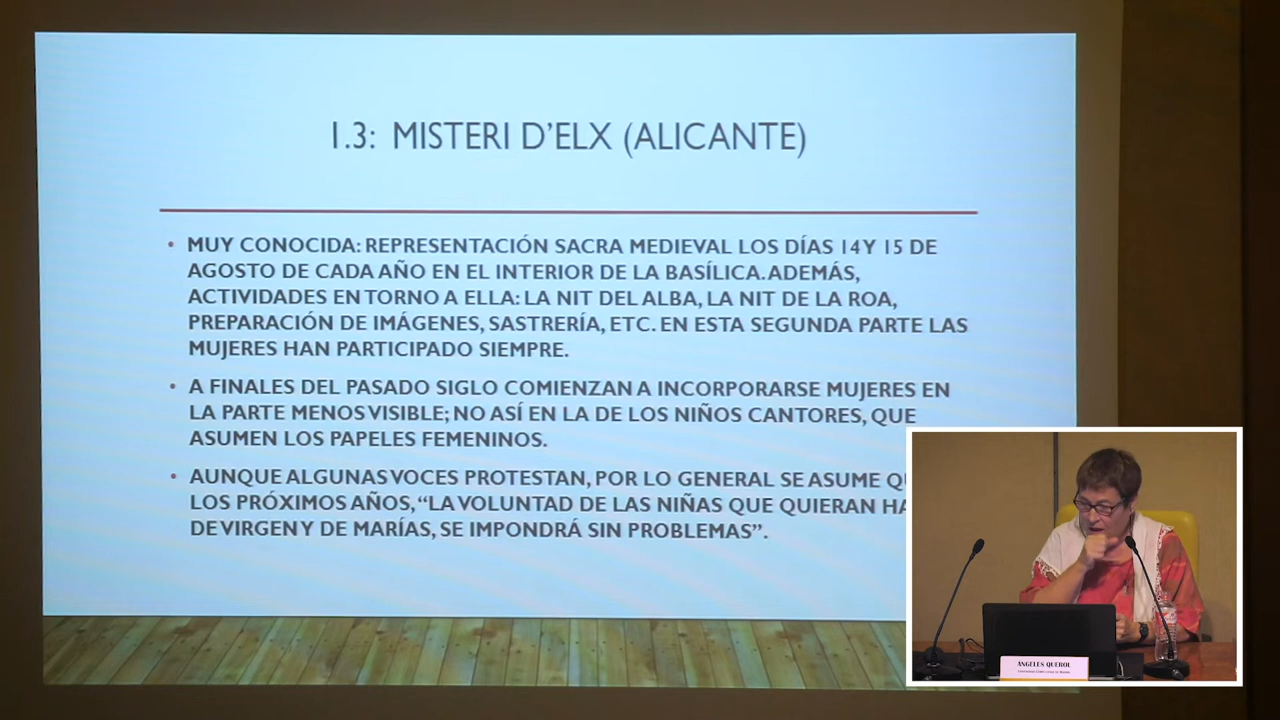 1.3: MISTERI D'ELX (ALICANTE)
• MUY CONOCIDA: REPRESENTACIÓN SACRA MEDIEVAL LOS DÍAS 14 Y 15 DE
AGOSTO DE CADA AÑO EN EL INTERIOR DE LA BASÍLICA. ADEMÁS,
ACTIVIDADES EN TORNO A ELLA: LA NIT DEL ALBA, LA NIT DE LA ROA,
PREPARACIÓN DE IMÁGENES, SASTRERÍA, ETC. EN ESTA SEGUNDA PARTE LAS
MUJERES HAN PARTICIPADO SIEMPRE.
• A FINALES DEL PASADO SIGLO COMIENZAN A INCORPORARSE MUJERES EN
LA PARTE MENOS VISIBLE; NO ASÍ EN LA DE LOS NIÑOS CANTORES, QUE
ASUMEN LOS PAPELES FEMENINOS.
• AUNQUE ALGUNAS VOCES PROTESTAN, POR LO GENERAL SE ASUME
LOS PRÓXIMOS AÑOS, “LA VOLUNTAD DE LAS NIÑAS QUE QUIERAN
DE VIRGEN Y DE MARÍAS, SE IMPONDRÁ SIN PROBLEMAS”.
ÁNGELES QUEROL